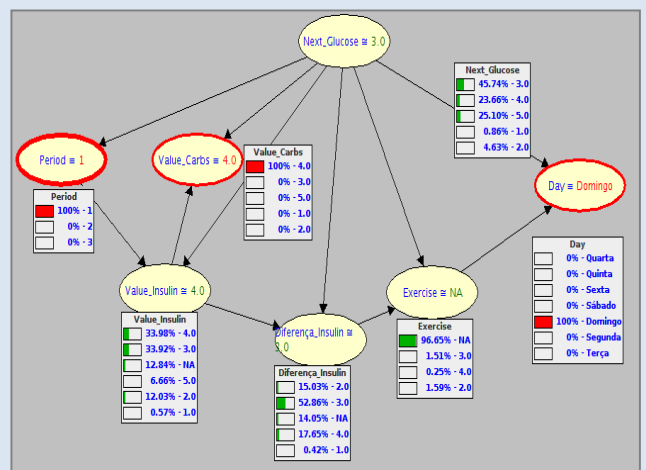 Next_Glucose ≅ 3.0
Next_Glucose
45.74% - 3.0
23.66% - 4.0
25.10% - 5.0
0.86% - 1.0
4.63% - 2.0
Period ≅ 1
Value_Carbs ≅ 4.0
Value_Carbs
100% - 4.0
0% - 3.0
0% - 5.0
0% - 1.0
0% - 2.0
Day ≅ Domingo
Period
100% - 1
0% - 2
0% - 3
Day
0% - Quarta
0% - Quinta
0% - Sexta
0% - Sábado
100% - Domingo
0% - Segunda
0% - Terça
Value_Insulin ≅ 4.0
Value_Insulin
33.98% - 4.0
33.92% - 3.0
12.84% - NA
6.66% - 5.0
12.03% - 2.0
0.57% - 1.0
Exercise ≅ NA
Exercise
96.65% - NA
1.51% - 3.0
0.25% - 4.0
1.59% - 2.0
Diferença_Insulin ≅
3.0
Diferença_Insulin
15.03% - 2.0
52.86% - 3.0
14.05% - NA
17.65% - 4.0
0.42% - 1.0